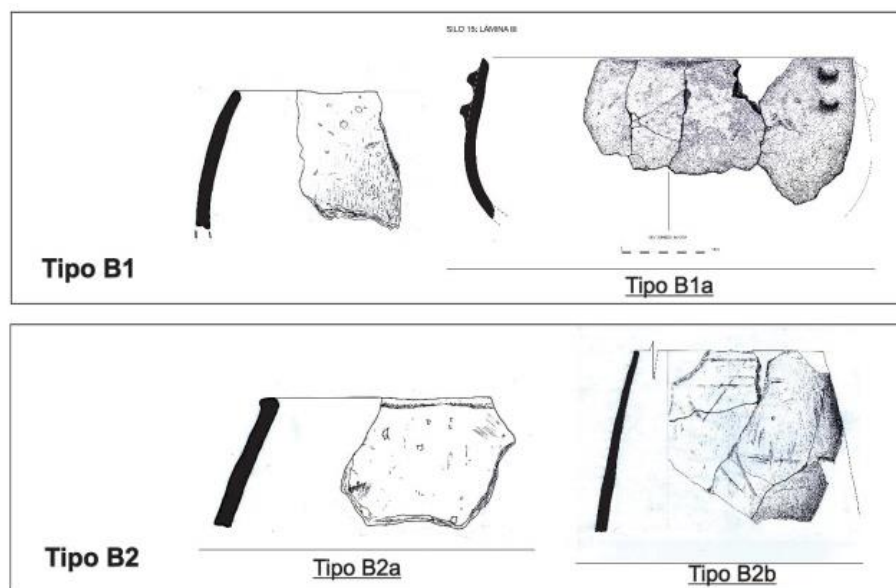 SILO 15; LÁMINA III
Tipo B1
Tipo B1a
Tipo B2
Tipo B2a
Tipo B2b